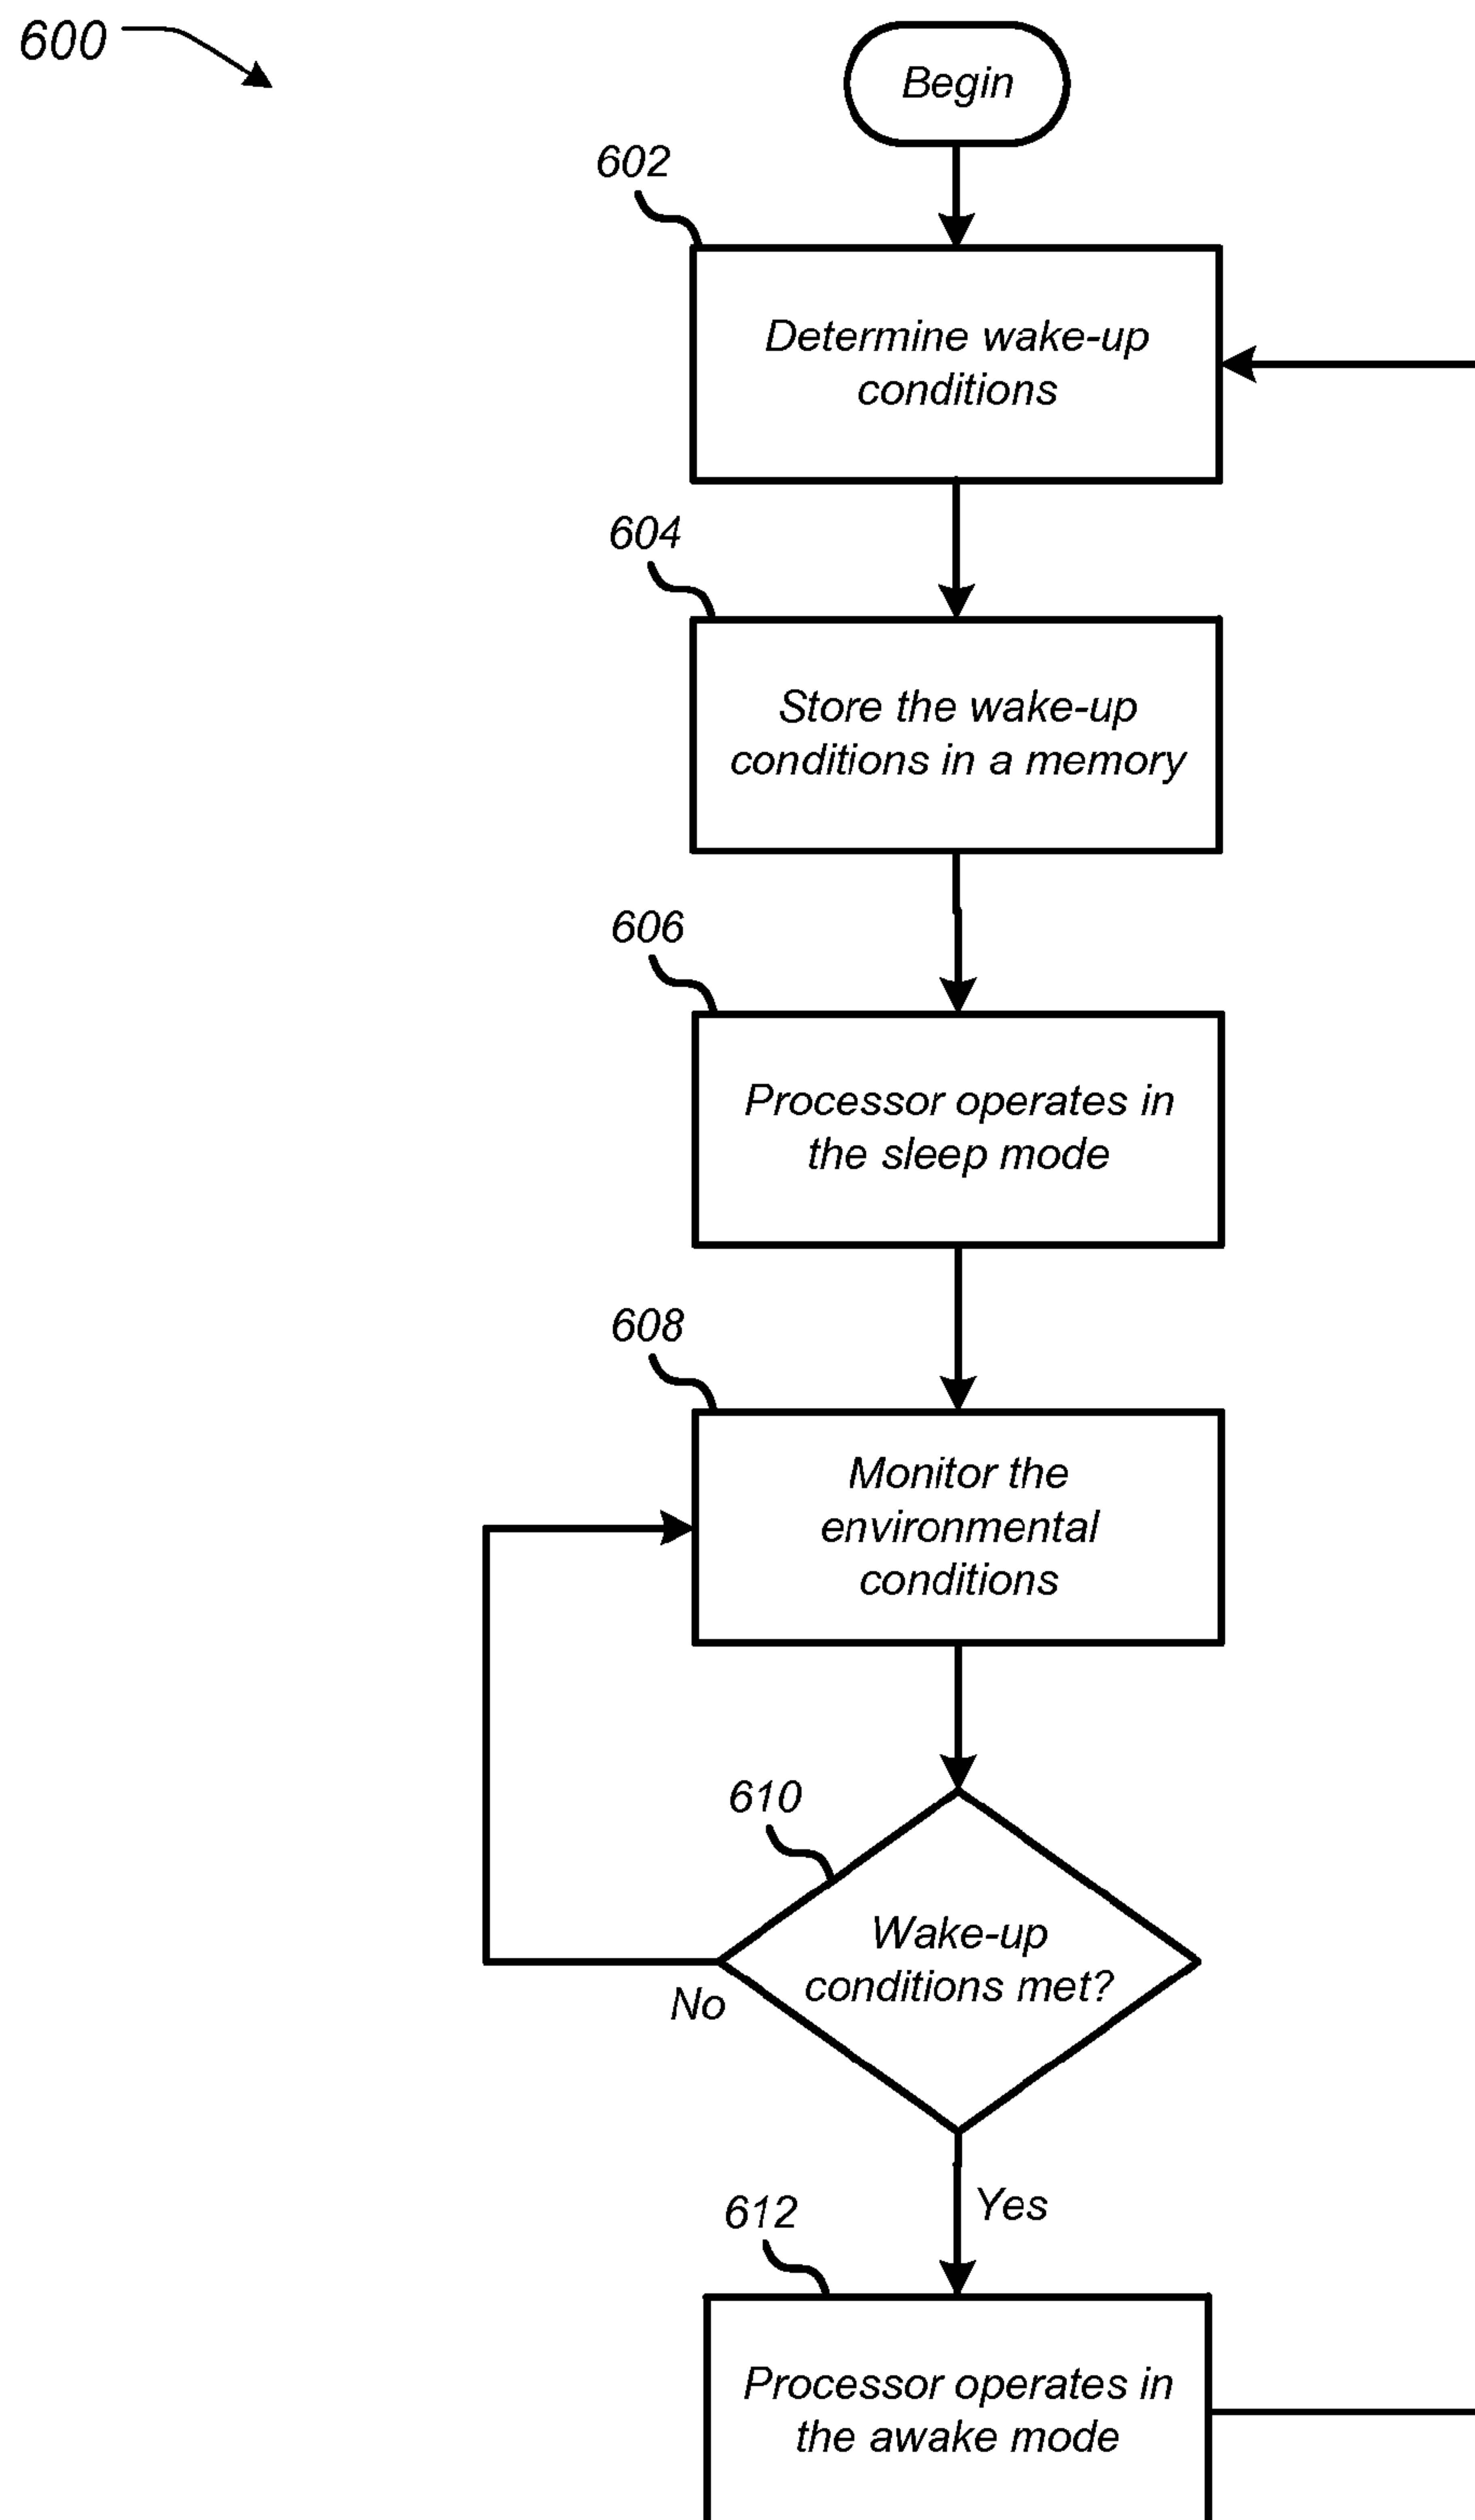 600
Begin
602
Determine wake-up
conditions
604
Store the wake-up
conditions in a memory
606
Processor operates in
the sleep mode
608
Monitor the
environmental
conditions
610
Wake-up
conditions met?
No
Yes
612
Processor operates in
the awake mode